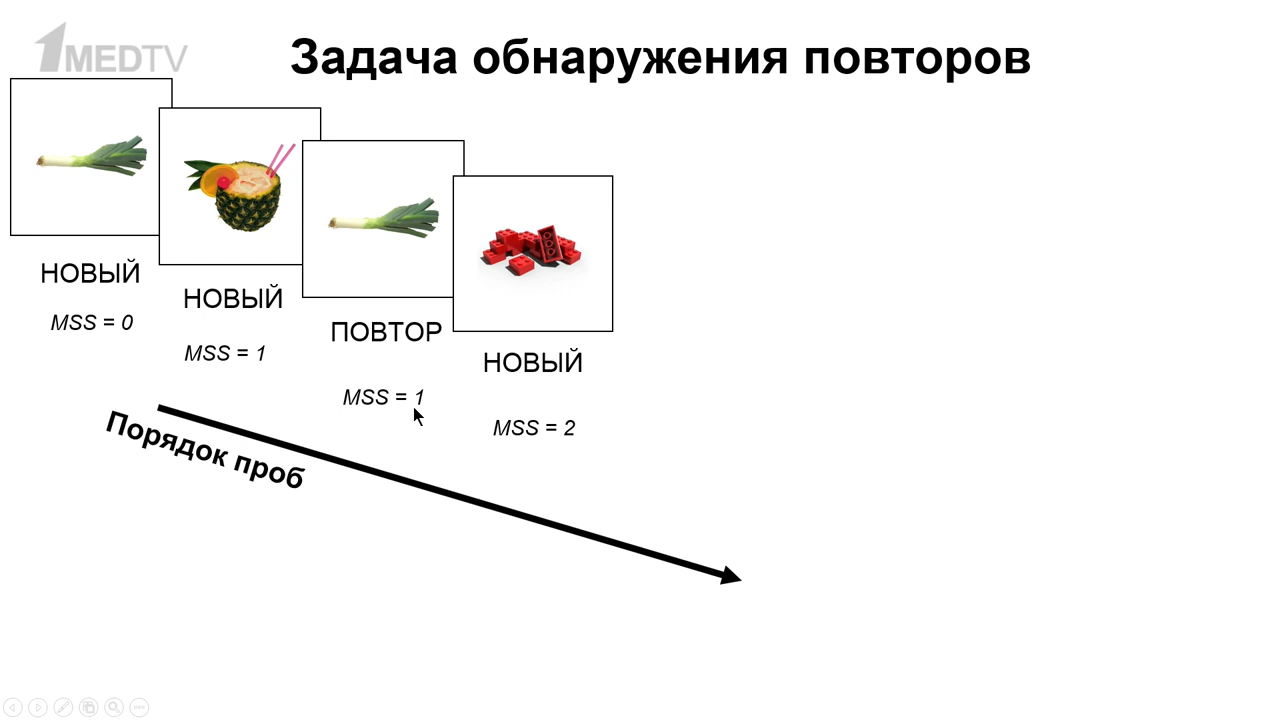 1MEDTV
Задача обнаружения повторов
НОВЫЙ
MSS = 0
НОВЫЙ
MSS = 1
ПОВТОР
MSS = 1
НОВЫЙ
MSS = 2
Порядок проб